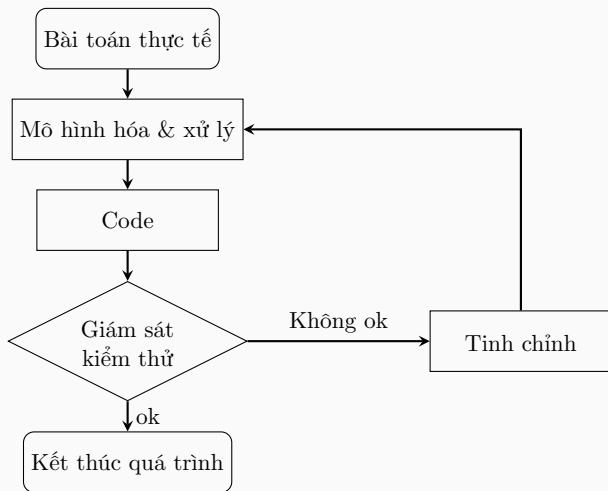 Bài toán thực tế
Mô hình hóa & xử lý
Code
Giám sát
kiểm thử
Không ok
Tinh chỉnh
ok
Kết thúc quá trình